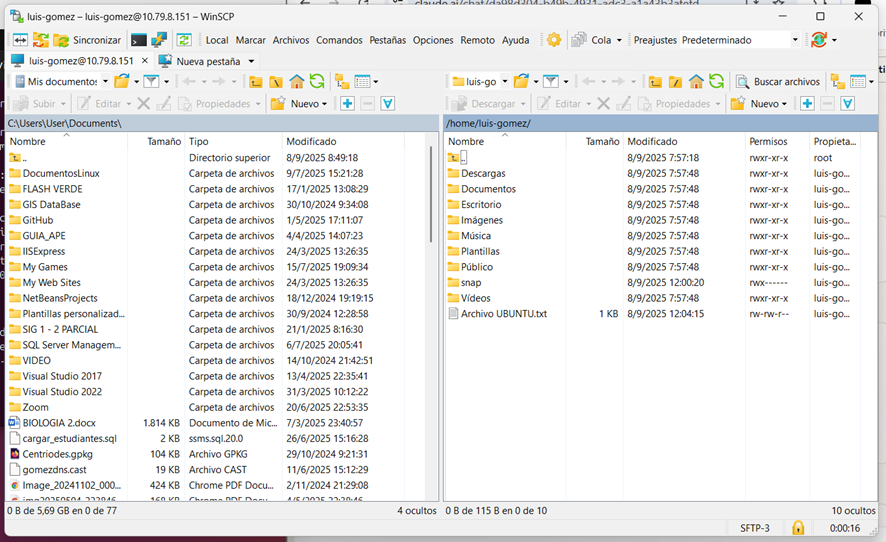 luis-gomez@10.79.8.151 – WinSCP
Sincronizar Local Marcar Archivos Comandos Pestañas Opciones Remoto Ayuda Cola Preajustes Predeterminado
luis-gomez@10.79.8.151 Nueva pestaña
Mis documentos luis-go Buscar archivos
Subir Editar Propiedades Nuevo Descargar Editar Propiedades Nuevo
C:\Users\User\Documents\
Nombre Tamaño Tipo Modificado
.. Directorio superior 8/9/2025 8:49:18
DocumentosLinux Carpeta de archivos 9/7/2025 15:21:28
FLASH VERDE Carpeta de archivos 17/1/2025 13:08:29
GIS DataBase Carpeta de archivos 30/10/2024 9:34:08
GitHub Carpeta de archivos 1/5/2025 17:11:07
GUIA_APE Carpeta de archivos 4/4/2025 14:07:23
IISExpress Carpeta de archivos 24/3/2025 13:26:35
My Games Carpeta de archivos 15/7/2025 19:09:34
My Web Sites Carpeta de archivos 24/3/2025 13:26:35
NetBeansProjects Carpeta de archivos 18/12/2024 19:19:15
Plantillas personalizad... Carpeta de archivos 30/9/2024 12:28:58
SIG 1 - 2 PARCIAL Carpeta de archivos 21/1/2025 8:16:30
SQL Server Managem... Carpeta de archivos 6/7/2025 20:05:41
VIDEO Carpeta de archivos 14/10/2024 21:42:51
Visual Studio 2017 Carpeta de archivos 13/4/2025 22:35:41
Visual Studio 2022 Carpeta de archivos 31/3/2025 10:12:22
Zoom Carpeta de archivos 20/6/2025 22:53:35
BIOLOGIA 2.docx 1.814 KB Documento de Mic... 7/3/2025 23:40:57
cargar_estudiantes.sql 2 KB ssms.sql.20.0 26/6/2025 15:16:28
Centriodes.gpkg 104 KB Archivo GPKG 29/10/2024 9:21:31
gomezdns.cast 19 KB Archivo CAST 11/6/2025 15:12:29
Image_20241102_000... 424 KB Chrome PDF Docu... 2/11/2024 21:29:08
0 B de 5,69 GB en 0 de 77 4 ocultos
/home/luis-gomez/
Nombre Tamaño Modificado Permisos Propieta...
.. 8/9/2025 7:57:18 rwxr-xr-x root
Descargas 8/9/2025 7:57:48 rwxr-xr-x luis-go...
Documentos 8/9/2025 7:57:48 rwxr-xr-x luis-go...
Escritorio 8/9/2025 7:57:48 rwxr-xr-x luis-go...
Imágenes 8/9/2025 7:57:48 rwxr-xr-x luis-go...
Música 8/9/2025 7:57:48 rwxr-xr-x luis-go...
Plantillas 8/9/2025 7:57:48 rwxr-xr-x luis-go...
Público 8/9/2025 7:57:48 rwxr-xr-x luis-go...
snap 8/9/2025 12:00:20 rwx------ luis-go...
Vídeos 8/9/2025 7:57:48 rwxr-xr-x luis-go...
Archivo UBUNTU.txt 1 KB 8/9/2025 12:04:15 rw-rw-r-- luis-go...
0 B de 115 B en 0 de 10 10 ocultos
SFTP-3 0:00:16